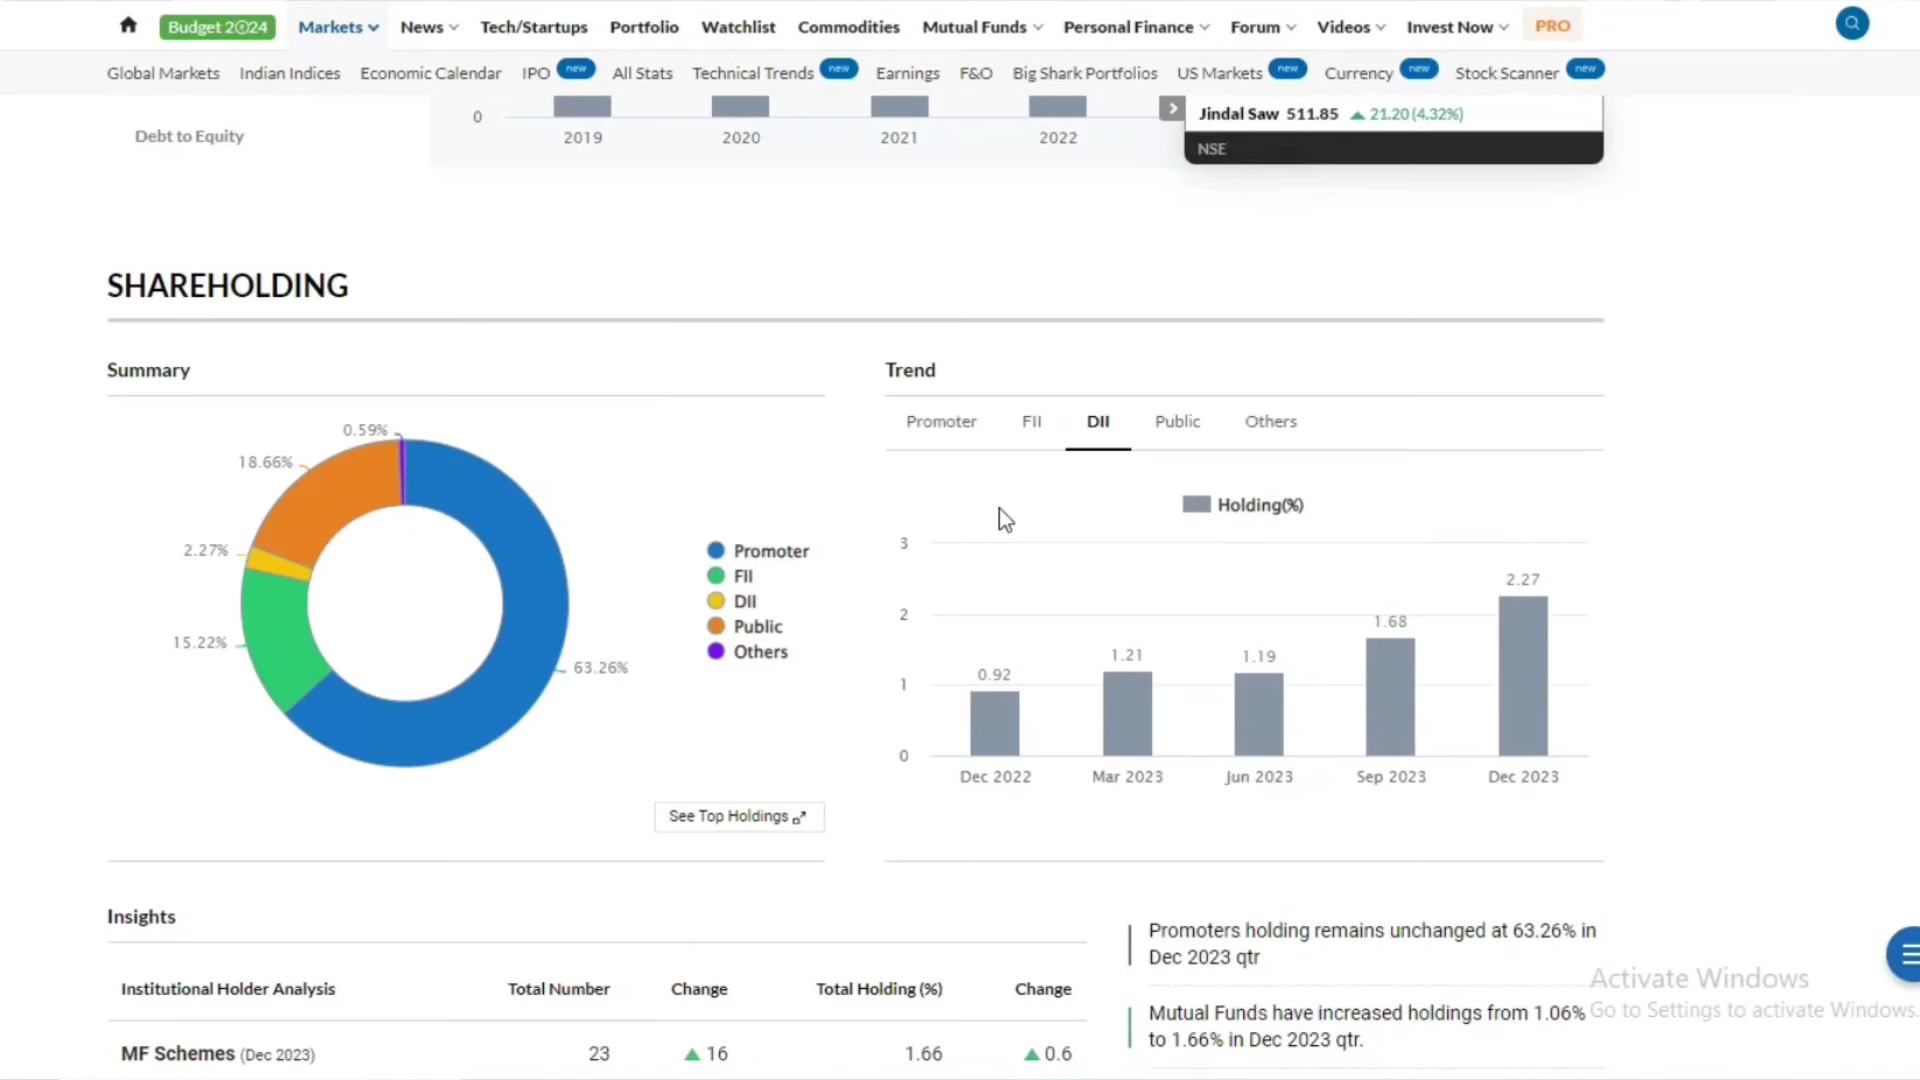 Budget 2024 Markets News Tech/Startups Portfolio Watchlist Commodities Mutual Funds Personal Finance Forum Videos Invest Now PRO
Global Markets Indian Indices Economic Calendar IPO new All Stats Technical Trends new Earnings F&O Big Shark Portfolios US Markets new Currency new Stock Scanner new
Debt to Equity
0
2019 2020 2021 2022
Jindal Saw 511.85 ▲ 21.20 (4.32%)
NSE
SHAREHOLDING
Summary
0.59%
18.66%
2.27%
15.22%
63.26%
Promoter
FII
DII
Public
Others
See Top Holdings
Trend
Promoter FII DII Public Others
Holding(%)
3
2
1
0
0.92
1.21
1.19
1.68
2.27
Dec 2022 Mar 2023 Jun 2023 Sep 2023 Dec 2023
Insights
Institutional Holder Analysis Total Number Change Total Holding (%) Change
MF Schemes (Dec 2023) 23 ▲ 16 1.66 ▲ 0.6
Promoters holding remains unchanged at 63.26% in
Dec 2023 qtr
Mutual Funds have increased holdings from 1.06%
to 1.66% in Dec 2023 qtr.
Activate Windows
Go to Settings to activate Windows.